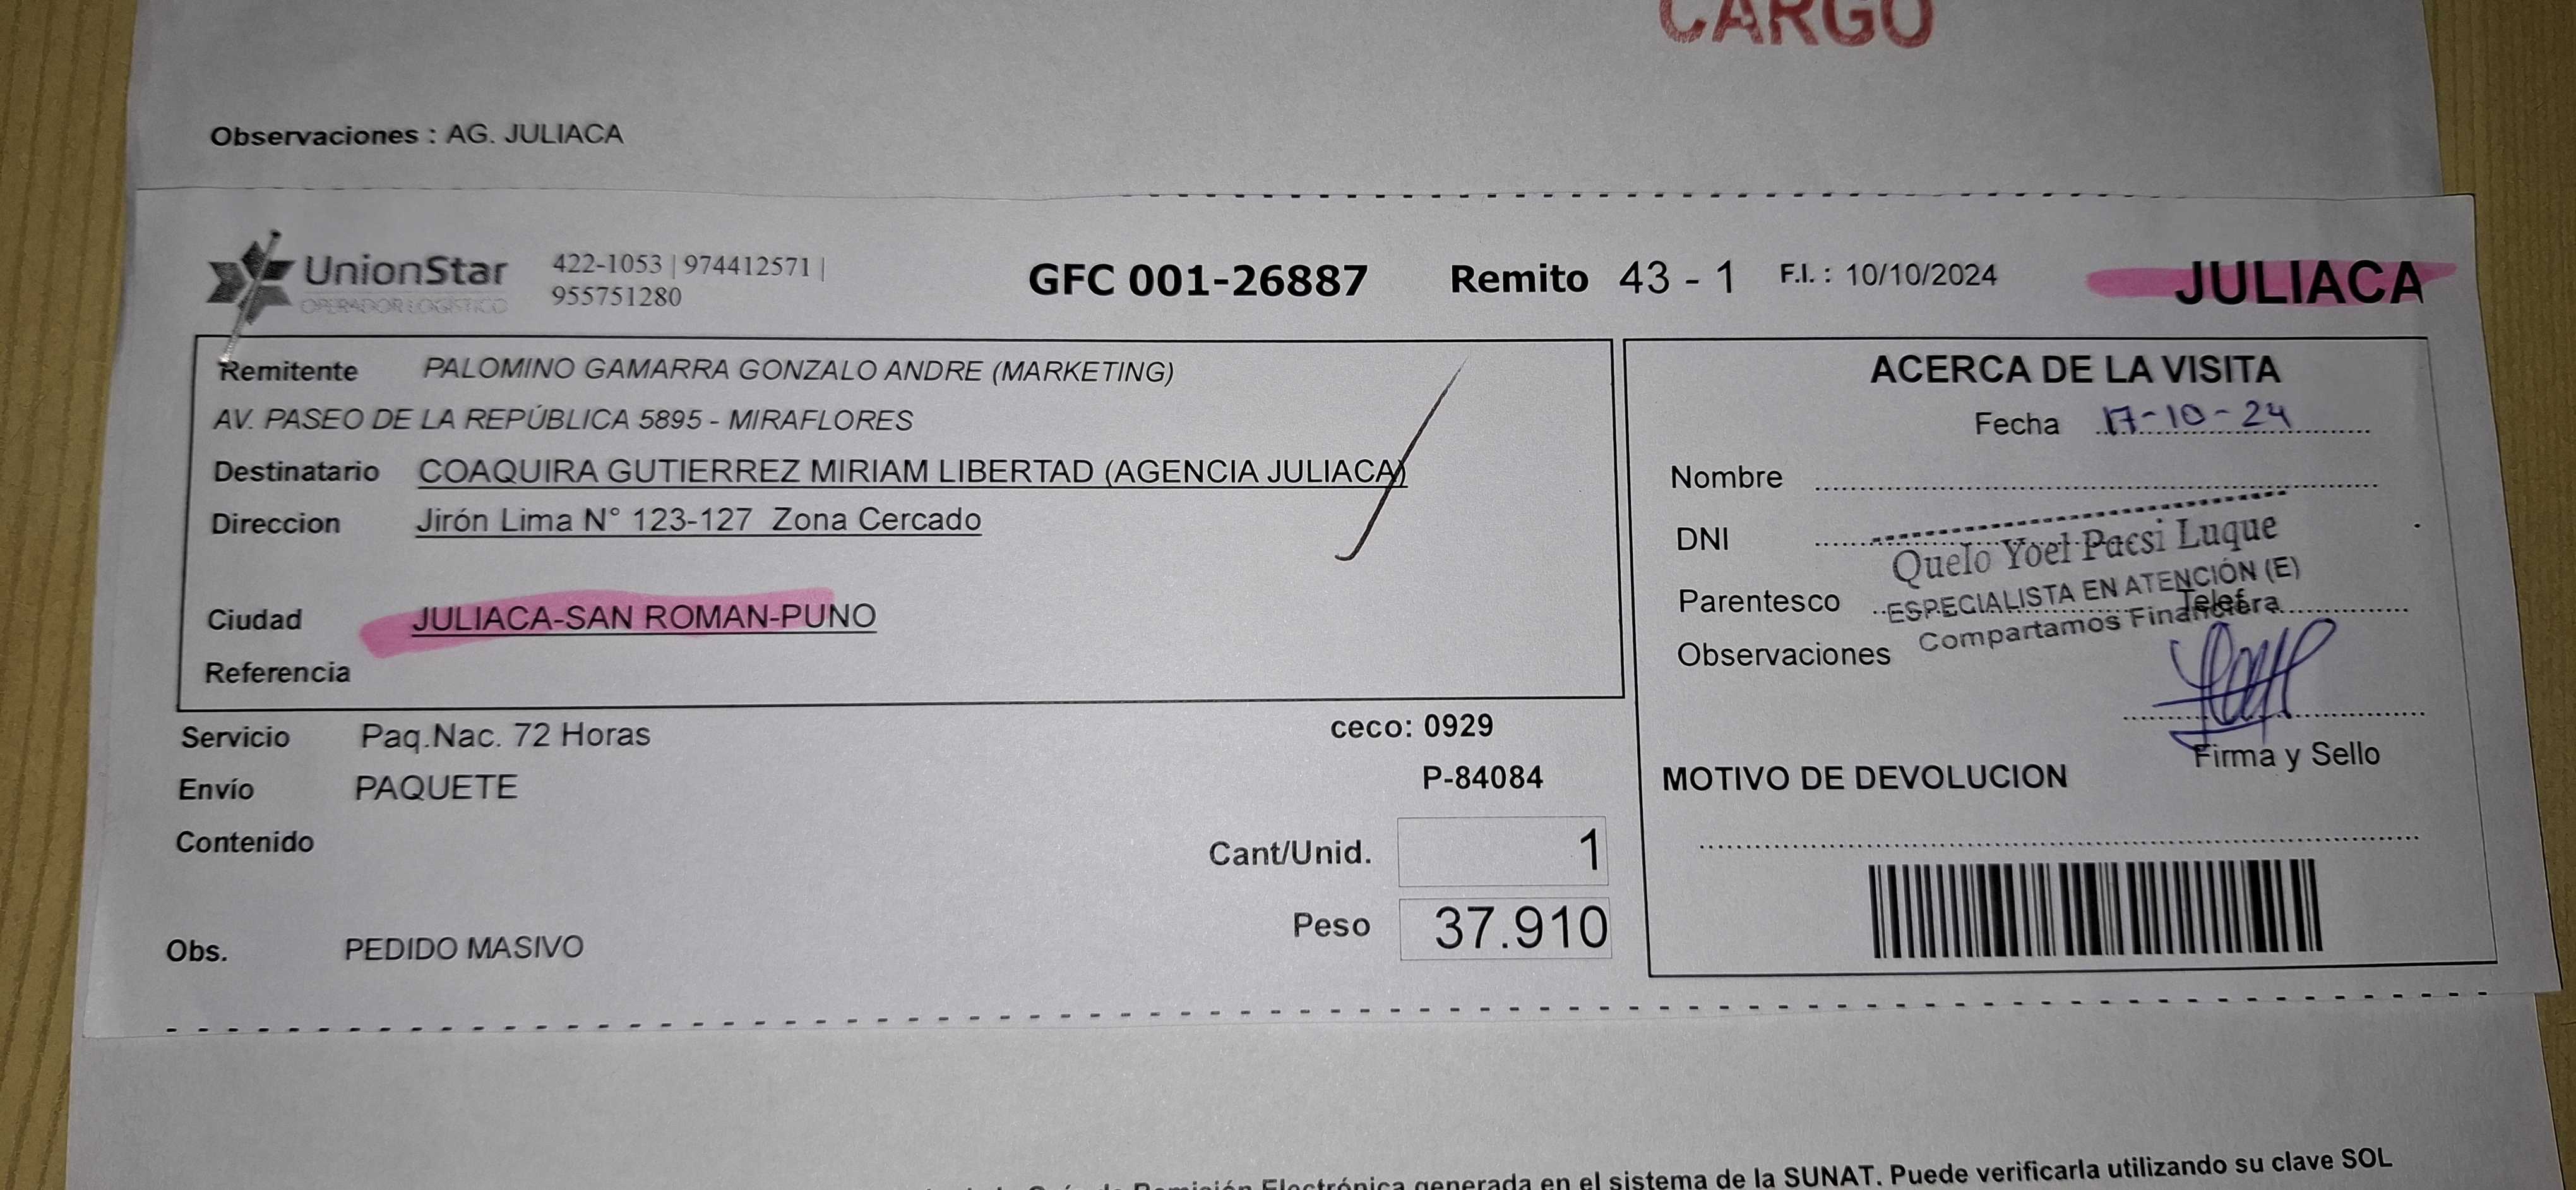 CARGO
Observaciones : AG. JULIACA
UnionStar
OPERADOR LOGÍSTICO
422-1053 | 974412571 |
955751280
GFC 001-26887 Remito 43 - 1 F.I. : 10/10/2024 JULIACA
Remitente PALOMINO GAMARRA GONZALO ANDRE (MARKETING)
AV. PASEO DE LA REPÚBLICA 5895 - MIRAFLORES
Destinatario COAQUIRA GUTIERREZ MIRIAM LIBERTAD (AGENCIA JULIACA)
Direccion Jirón Lima N° 123-127 Zona Cercado
Ciudad JULIACA-SAN ROMAN-PUNO
Referencia
Servicio Paq.Nac. 72 Horas
ceco: 0929
Envío PAQUETE
P-84084
Contenido
Cant/Unid. 1
Peso 37.910
Obs. PEDIDO MASIVO
ACERCA DE LA VISITA
Fecha 17-10-24
Nombre
DNI
Quelo Yoel Pacsi Luque
Parentesco
ESPECIALISTA EN ATENCIÓN (E)
Telef.
Compartamos Financiera
Observaciones
Firma y Sello
MOTIVO DE DEVOLUCION
Remisión Electrónica generada en el sistema de la SUNAT. Puede verificarla utilizando su clave SOL